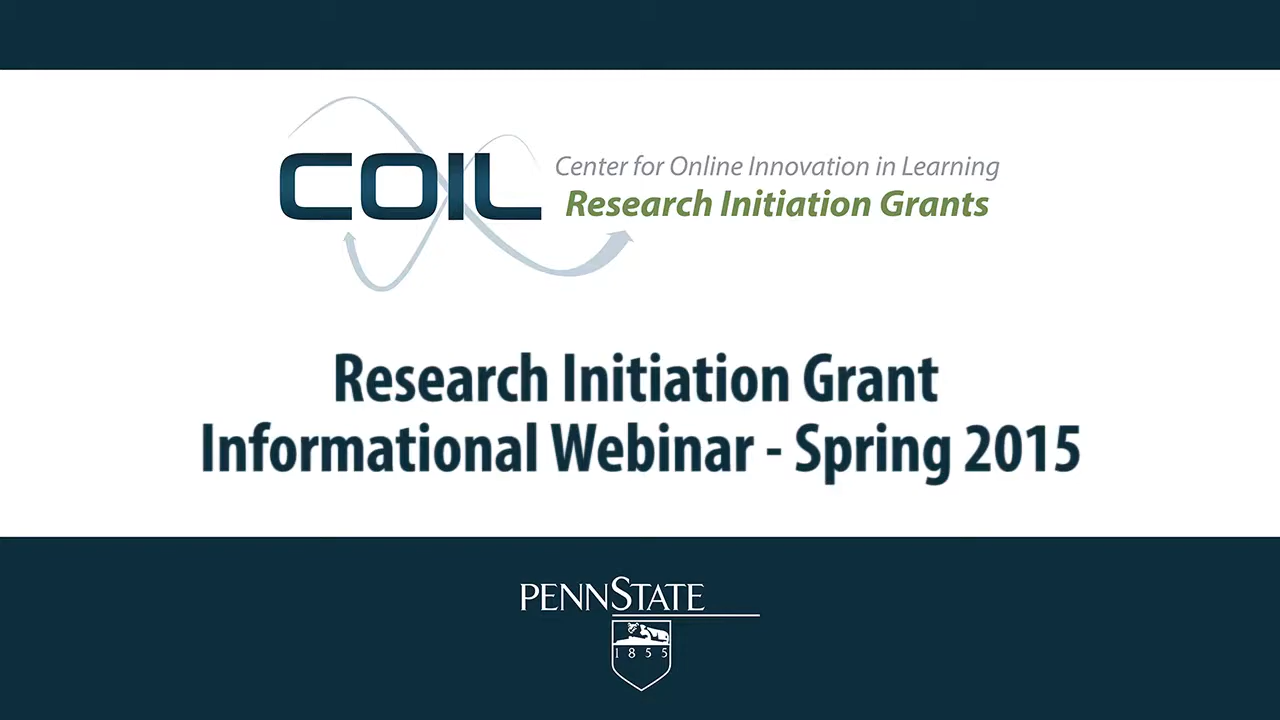 COIL
Center for Online Innovation in Learning
Research Initiation Grants
Research Initiation Grant
Informational Webinar - Spring 2015
PENNSTATE
1855